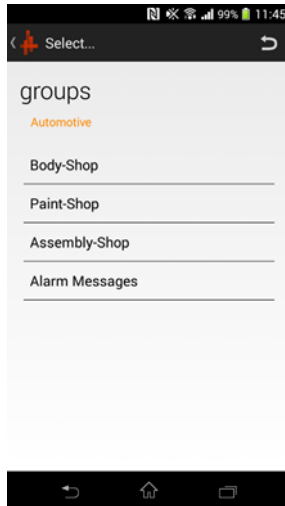 99% 11:45
Select...
groups
Automotive
Body-Shop
Paint-Shop
Assembly-Shop
Alarm Messages